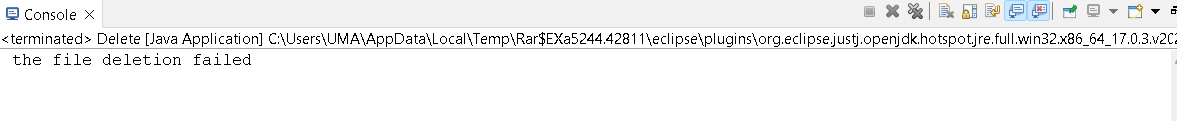 Console
<terminated> Delete [Java Application] C:\Users\UMA\AppData\Local\Temp\Rar$EXa5244.42811\eclipse\plugins\org.eclipse.justj.openjdk.hotspot.jre.full.win32.x86_64_17.0.3.v202
the file deletion failed